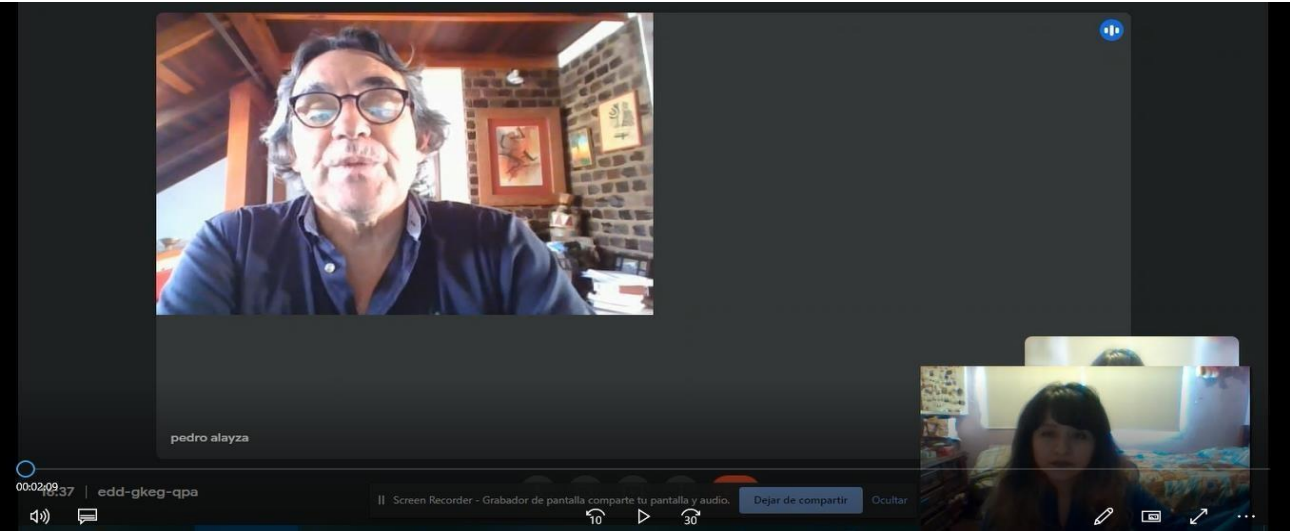 pedro alayza
00:02:09
16:37 | edd-gkeg-qpa
Screen Recorder - Grabador de pantalla comparte tu pantalla y audio. Dejar de compartir Ocultar
10 30